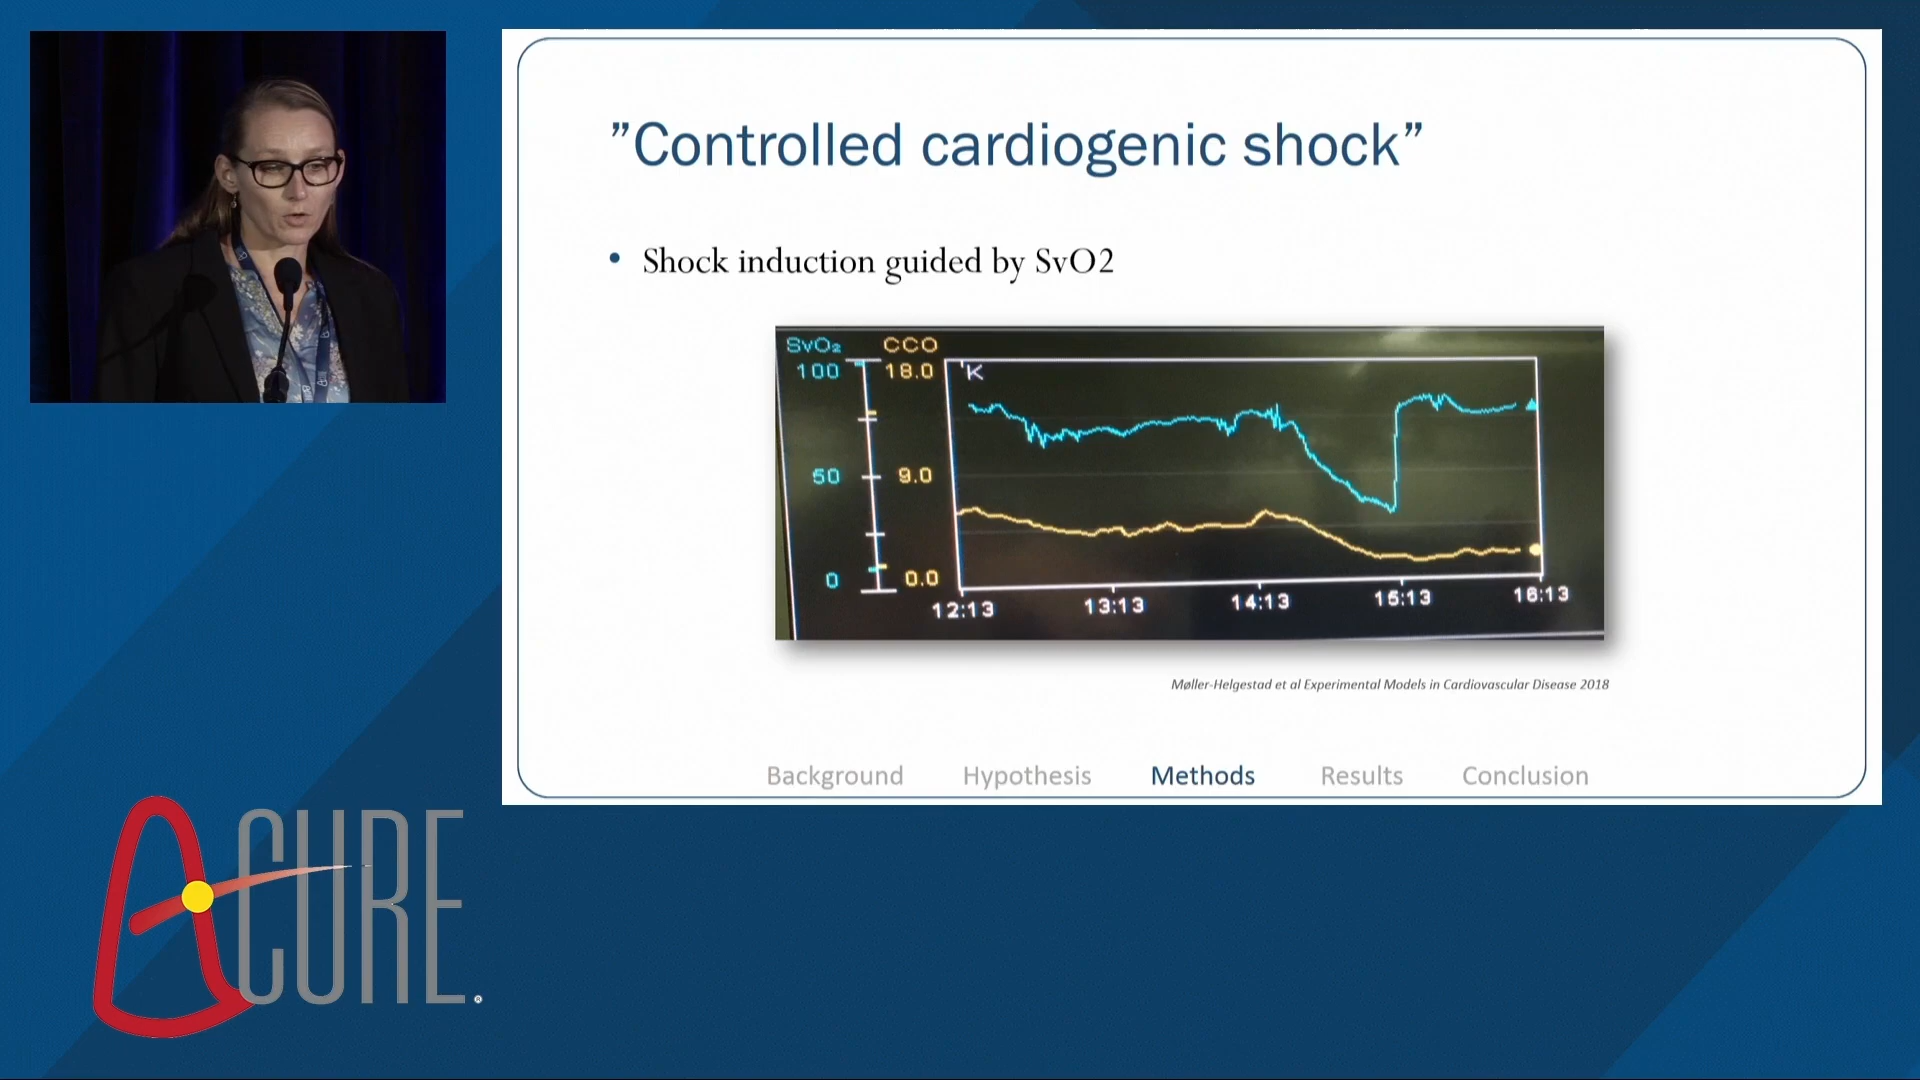 ”Controlled cardiogenic shock”
• Shock induction guided by SvO2
SvO₂ CCO
100 18.0 K
50 9.0
0 0.0
12:13 13:13 14:13 15:13 16:13
Møller-Helgestad et al Experimental Models in Cardiovascular Disease 2018
Background Hypothesis Methods Results Conclusion
A-CURE®